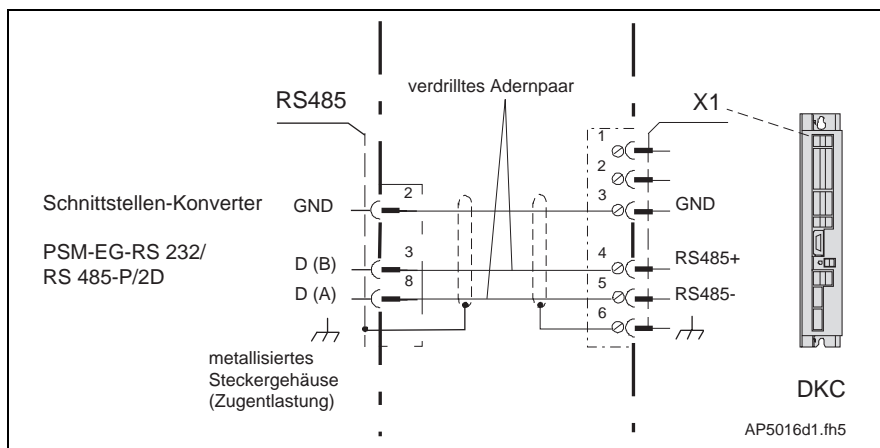 verdrilltes Adernpaar
RS485
X1
1
2
Schnittstellen-Konverter
GND
2
3
GND
PSM-EG-RS 232/
RS 485-P/2D
D (B)
3
4
RS485+
D (A)
8
5
RS485-
6
metallisiertes
Steckergehäuse
(Zugentlastung)
DKC
AP5016d1.fh5